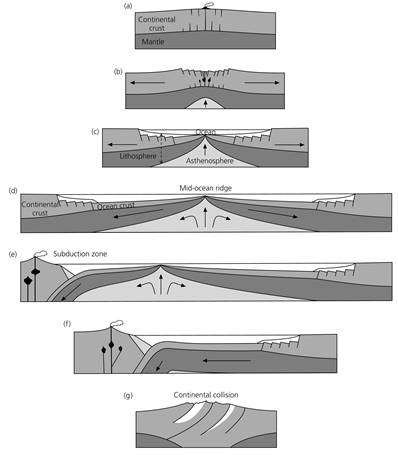 (a)
Continental
crust
Mantle
(b)
(c)
Ocean
Lithosphere
Asthenosphere
Mid-ocean ridge
(d)
Continental
crust
Ocean crust
(e)
Subduction zone
(f)
(g)
Continental collision